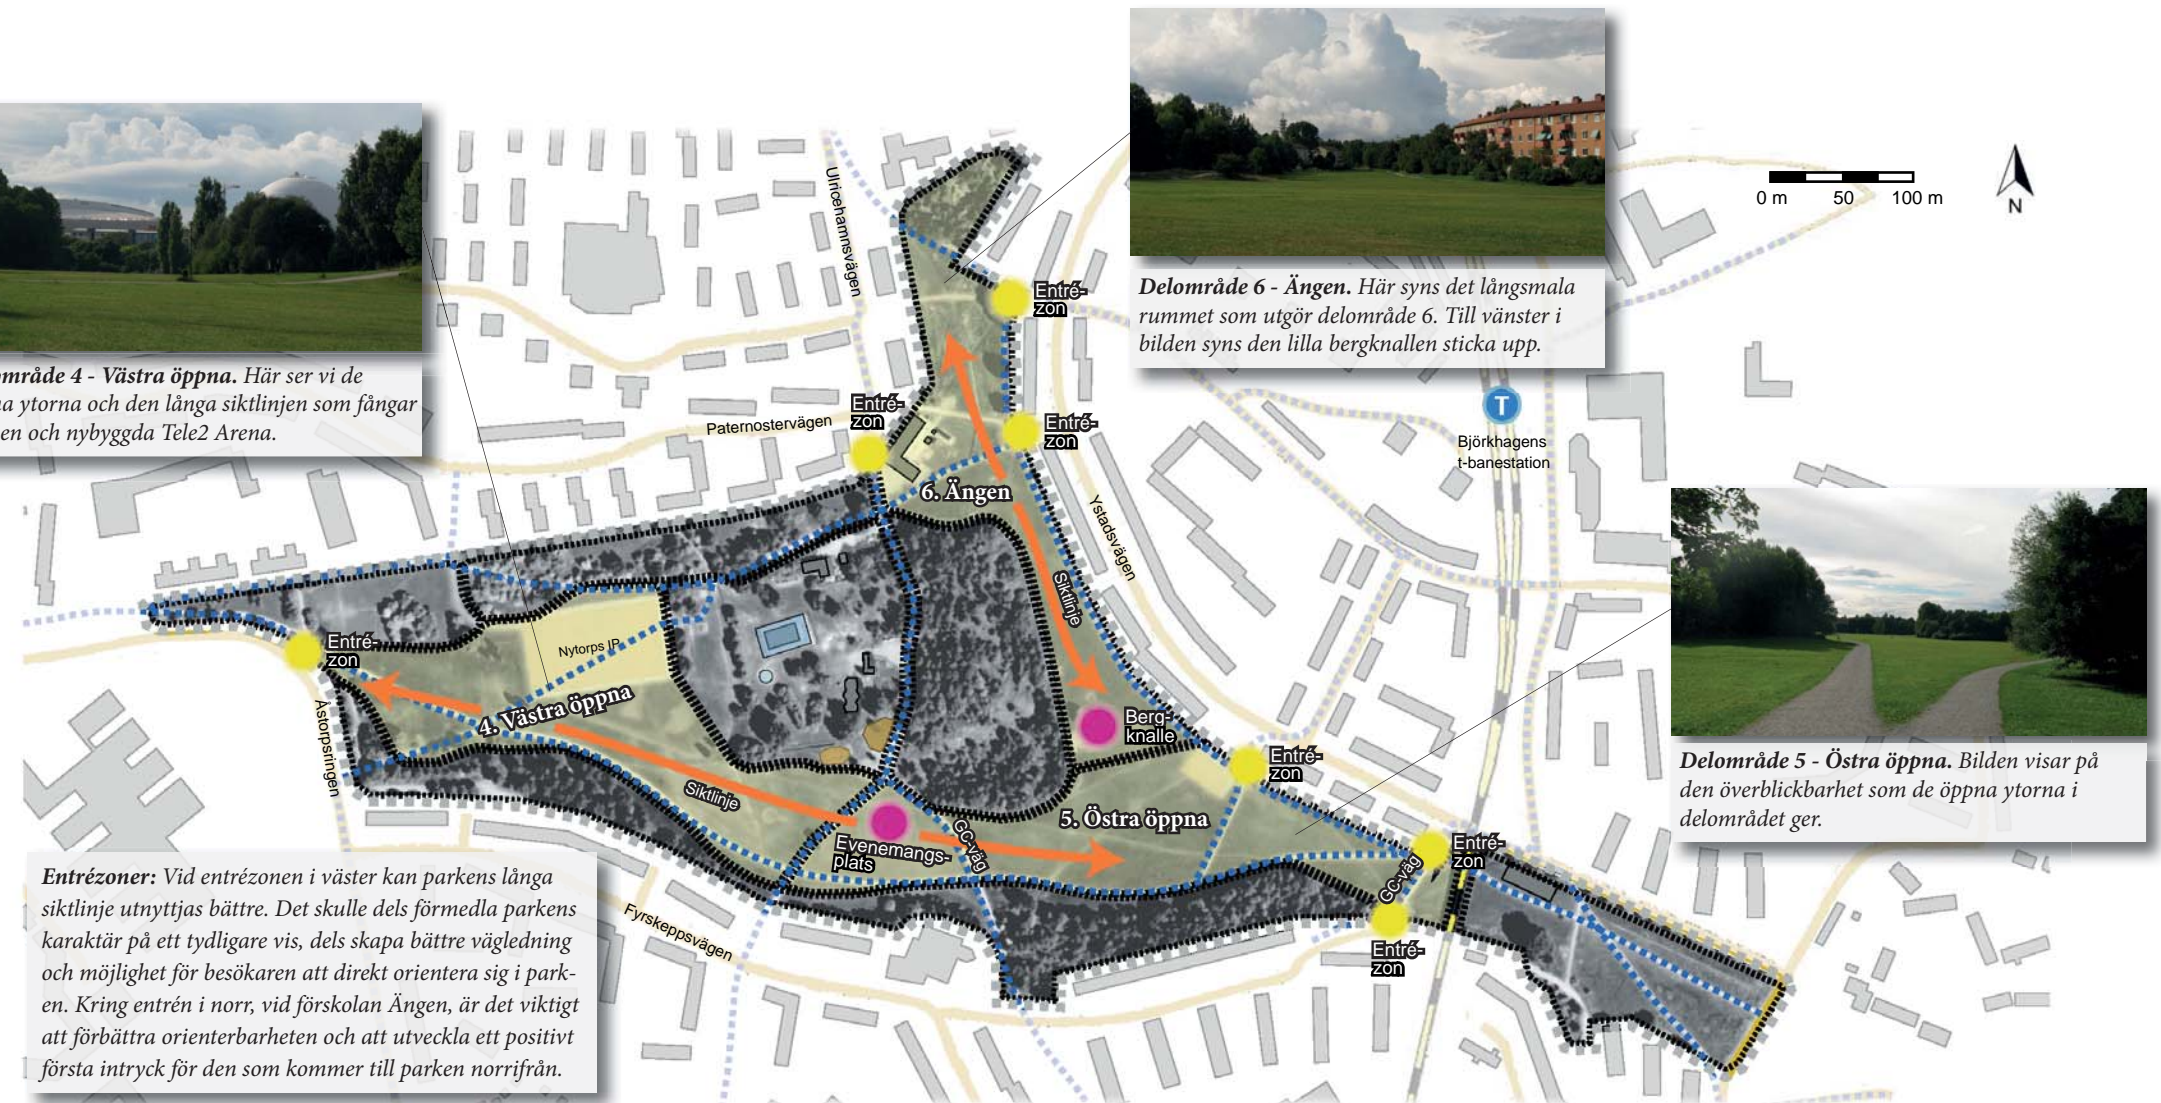 område 4 - Västra öppna. Här ser vi de
ytorna och den långa siktlinjen som fångar
och nybyggda Tele2 Arena.
Delområde 6 - Ängen. Här syns det långsmala
rummet som utgör delområde 6. Till vänster i
bilden syns den lilla bergknallen sticka upp.
0 m 50 100 m
N
T
Björkhagens
t-banestation
Delområde 5 - Östra öppna. Bilden visar på
den överblickbarhet som de öppna ytorna i
delområdet ger.
Ulricehamnsvägen
Entré-
zon
Entré-
zon
Entré-
zon
Paternostervägen
6. Ängen
Ystadsvägen
Siktlinje
Nytorps IP
Entré-
zon
4. Västra öppna
Åstorpsringen
Siktlinje
Berg-
knalle
Entré-
zon
5. Östra öppna
Evenemangs-
plats
GC-väg
Entré-
zon
GC-väg
Entré-
zon
Fyrskeppsvägen
Entrézoner: Vid entrézonen i väster kan parkens långa
siktlinje utnyttjas bättre. Det skulle dels förmedla parkens
karaktär på ett tydligare vis, dels skapa bättre vägledning
och möjlighet för besökaren att direkt orientera sig i park-
en. Kring entrén i norr, vid förskolan Ängen, är det viktigt
att förbättra orienterbarheten och att utveckla ett positivt
första intryck för den som kommer till parken norrifrån.